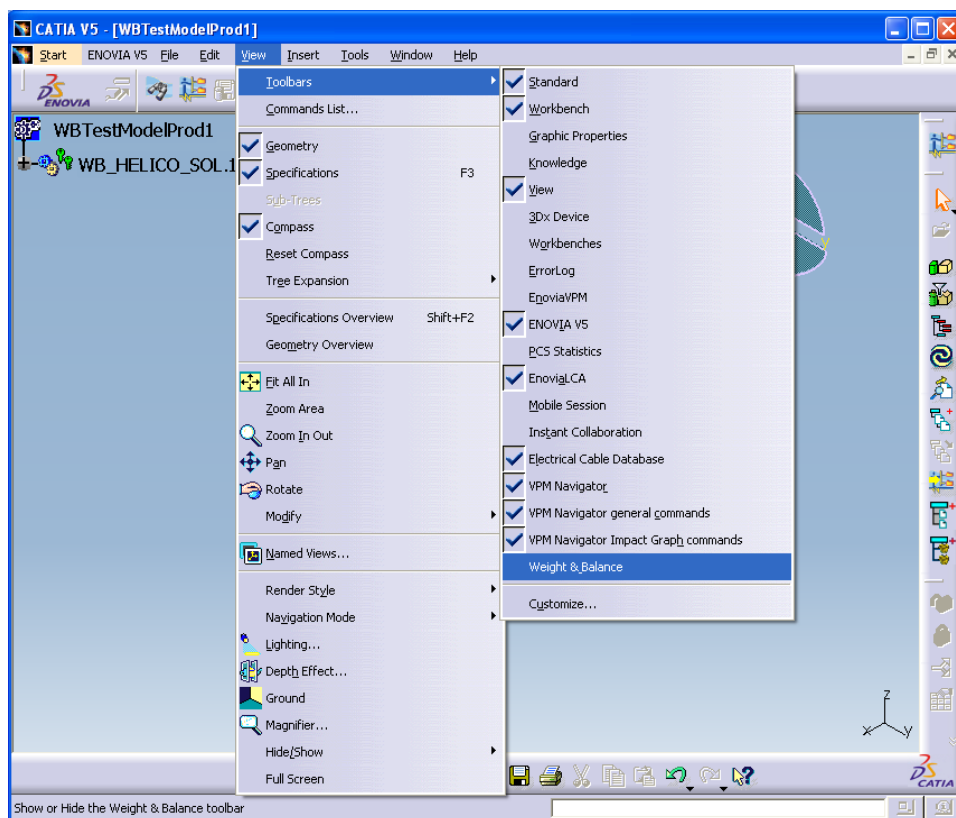 CATIA V5 - [WBTestModelProd1]
Start ENOVIA V5 File Edit View Insert Tools Window Help
DS ENOVIA
WBTestModelProd1
WB_HELICO_SOL.1
Toolbars
Commands List...
Geometry
Specifications F3
Sub-Trees
Compass
Reset Compass
Tree Expansion
Specifications Overview Shift+F2
Geometry Overview
Fit All In
Zoom Area
Zoom In Out
Pan
Rotate
Modify
Named Views...
Render Style
Navigation Mode
Lighting...
Depth Effect...
Ground
Magnifier...
Hide/Show
Full Screen
Standard
Workbench
Graphic Properties
Knowledge
View
3Dx Device
Workbenches
ErrorLog
EnoviaVPM
ENOVIA V5
PCS Statistics
EnoviaLCA
Mobile Session
Instant Collaboration
Electrical Cable Database
VPM Navigator
VPM Navigator general commands
VPM Navigator Impact Graph commands
Weight & Balance
Customize...
y
z
x y
DS CATIA
Show or Hide the Weight & Balance toolbar